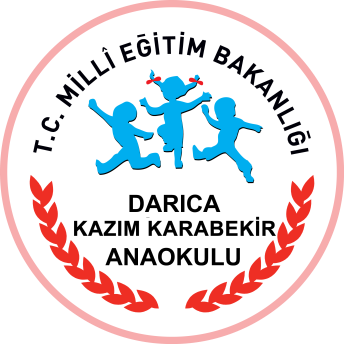 T.C. MİLLÎ EĞİTİM BAKANLIĞI
DARICA
KAZIM KARABEKİR
ANAOKULU